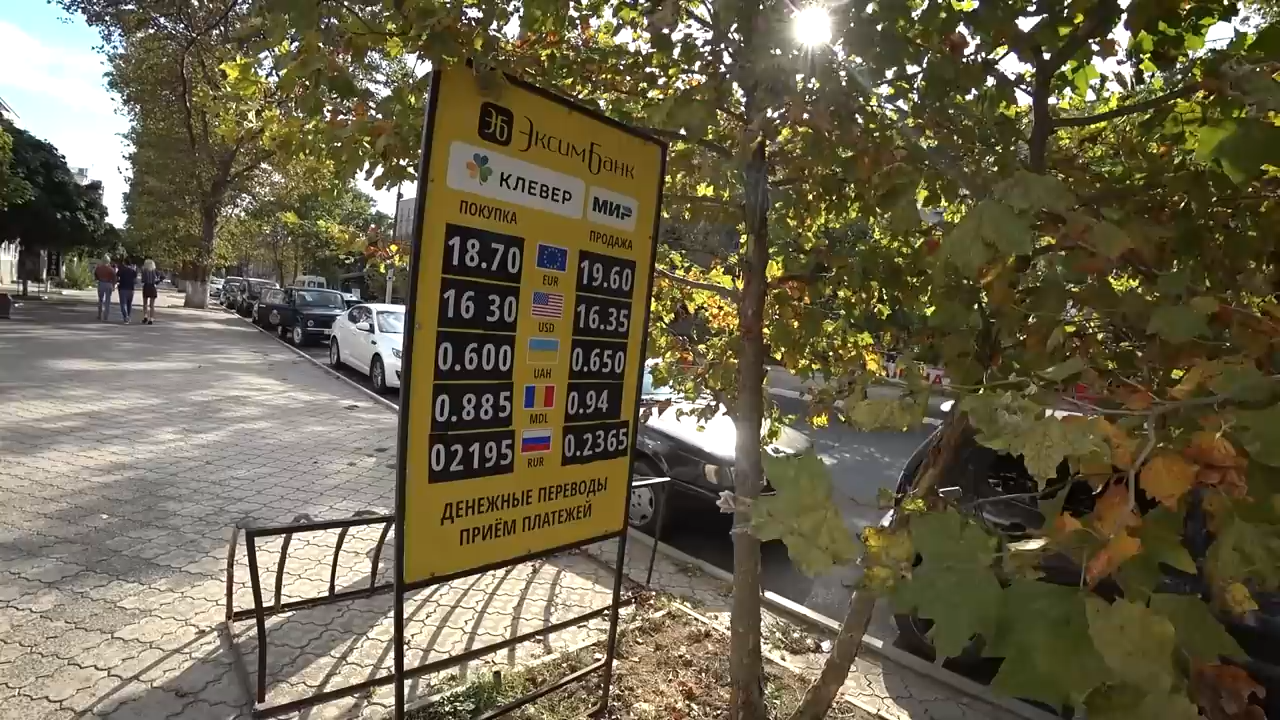 ЭБ ЭксимБанк
КЛЕВЕР МИР
ПОКУПКА ПРОДАЖА
18.70 EUR 19.60
16 30 USD 16.35
0.600 UAH 0.650
0.885 MDL 0.94
02195 RUR 0.2365
ДЕНЕЖНЫЕ ПЕРЕВОДЫ
ПРИЁМ ПЛАТЕЖЕЙ